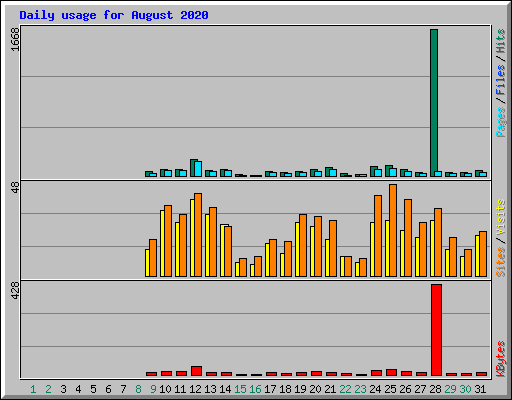 Daily usage for August 2020
1668
Pages / Files / Hits
48
Sites / Visits
428
KBytes
1 2 3 4 5 6 7 8 9 10 11 12 13 14 15 16 17 18 19 20 21 22 23 24 25 26 27 28 29 30 31